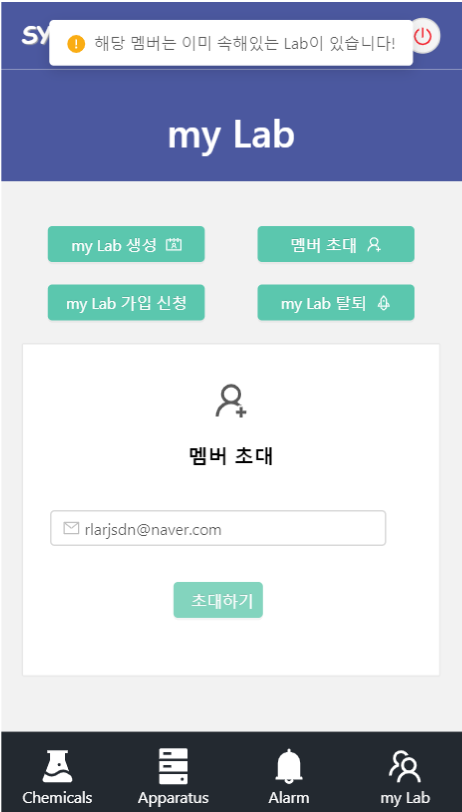 SY
해당 멤버는 이미 속해있는 Lab이 있습니다!
my Lab
my Lab 생성
멤버 초대
my Lab 가입 신청
my Lab 탈퇴
멤버 초대
rlarjsdn@naver.com
초대하기
Chemicals
Apparatus
Alarm
my Lab